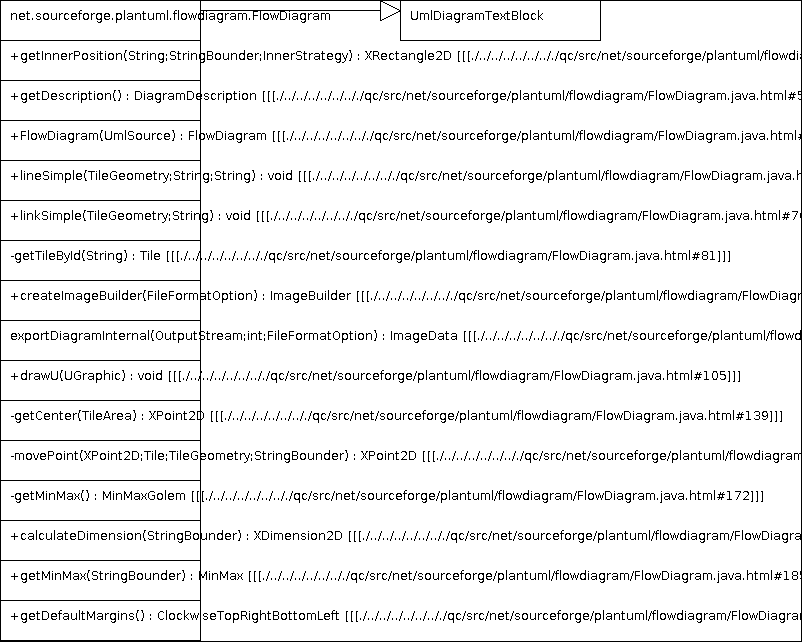 net.sourceforge.plantuml.flowdiagram.FlowDiagram
UmlDiagramTextBlock
+getInnerPosition(String;StringBounder;InnerStrategy) : XRectangle2D [[[./../../../../../../qc/src/net/sourceforge/plantuml/flowdi
+getDescription() : DiagramDescription [[[./../../../../../../qc/src/net/sourceforge/plantuml/flowdiagram/FlowDiagram.java.html#5
+FlowDiagram(UmlSource) : FlowDiagram [[[./../../../../../../qc/src/net/sourceforge/plantuml/flowdiagram/FlowDiagram.java.html
+lineSimple(TileGeometry;String;String) : void [[[./../../../../../../qc/src/net/sourceforge/plantuml/flowdiagram/FlowDiagram.java.h
+linkSimple(TileGeometry;String) : void [[[./../../../../../../qc/src/net/sourceforge/plantuml/flowdiagram/FlowDiagram.java.html#7
-getTileById(String) : Tile [[[./../../../../../../qc/src/net/sourceforge/plantuml/flowdiagram/FlowDiagram.java.html#81]]]
+createImageBuilder(FileFormatOption) : ImageBuilder [[[./../../../../../../qc/src/net/sourceforge/plantuml/flowdiagram/FlowDiagr
exportDiagramInternal(OutputStream;int;FileFormatOption) : ImageData [[[./../../../../../../qc/src/net/sourceforge/plantuml/flowd
+drawU(UGraphic) : void [[[./../../../../../../qc/src/net/sourceforge/plantuml/flowdiagram/FlowDiagram.java.html#105]]]
-getCenter(TileArea) : XPoint2D [[[./../../../../../../qc/src/net/sourceforge/plantuml/flowdiagram/FlowDiagram.java.html#139]]]
-movePoint(XPoint2D;Tile;TileGeometry;StringBounder) : XPoint2D [[[./../../../../../../qc/src/net/sourceforge/plantuml/flowdiagram
-getMinMax() : MinMaxGolem [[[./../../../../../../qc/src/net/sourceforge/plantuml/flowdiagram/FlowDiagram.java.html#172]]]
+calculateDimension(StringBounder) : XDimension2D [[[./../../../../../../qc/src/net/sourceforge/plantuml/flowdiagram/FlowDiagra
+getMinMax(StringBounder) : MinMax [[[./../../../../../../qc/src/net/sourceforge/plantuml/flowdiagram/FlowDiagram.java.html#185
+getDefaultMargins() : ClockwiseTopRightBottomLeft [[[./../../../../../../qc/src/net/sourceforge/plantuml/flowdiagram/FlowDiagra